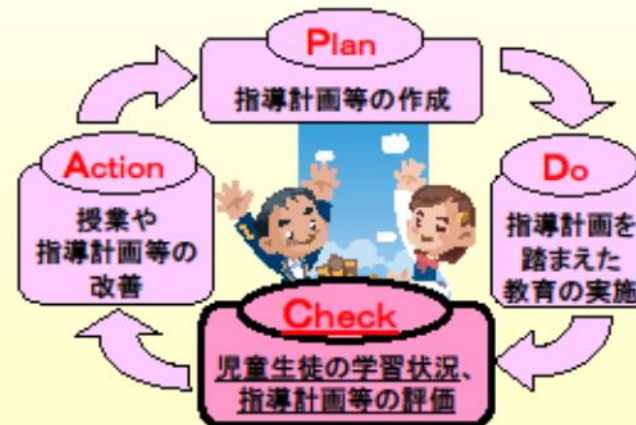 Plan
指導計画等の作成
Do
指導計画を
踏まえた
教育の実施
Check
児童生徒の学習状況、
指導計画等の評価
Action
授業や
指導計画等の
改善